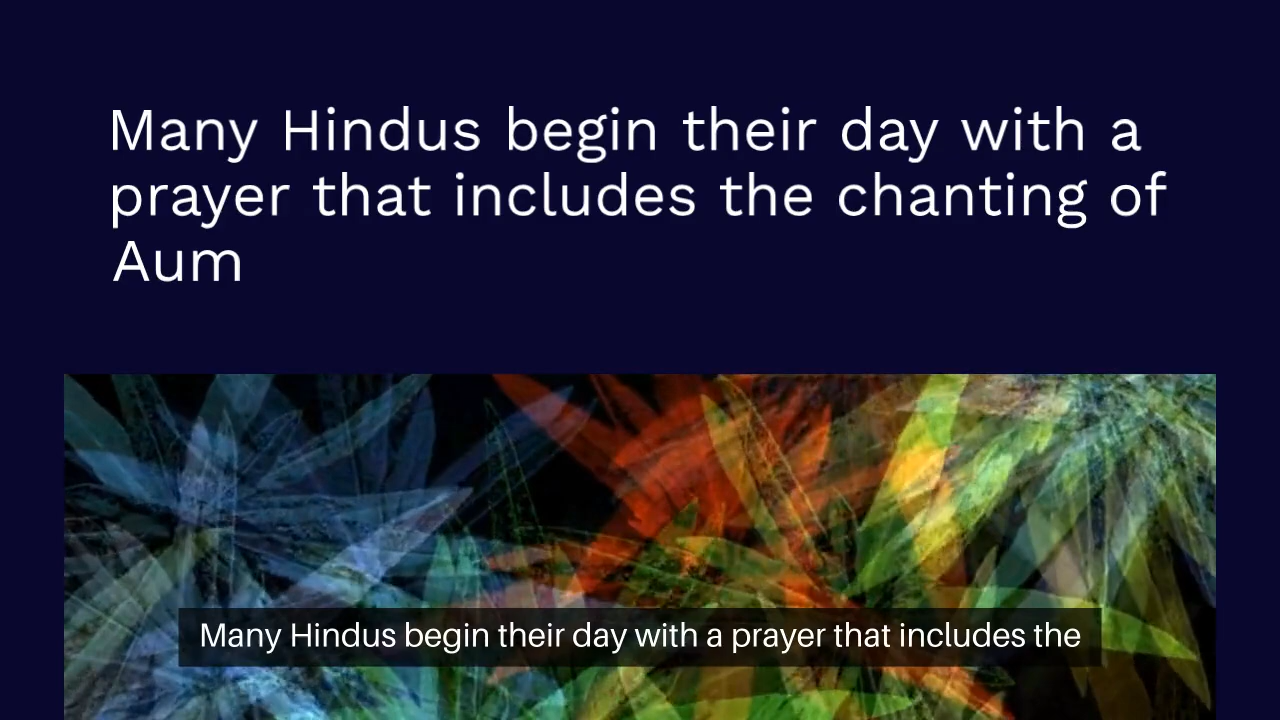 Many Hindus begin their day with a
prayer that includes the chanting of
Aum
Many Hindus begin their day with a prayer that includes the